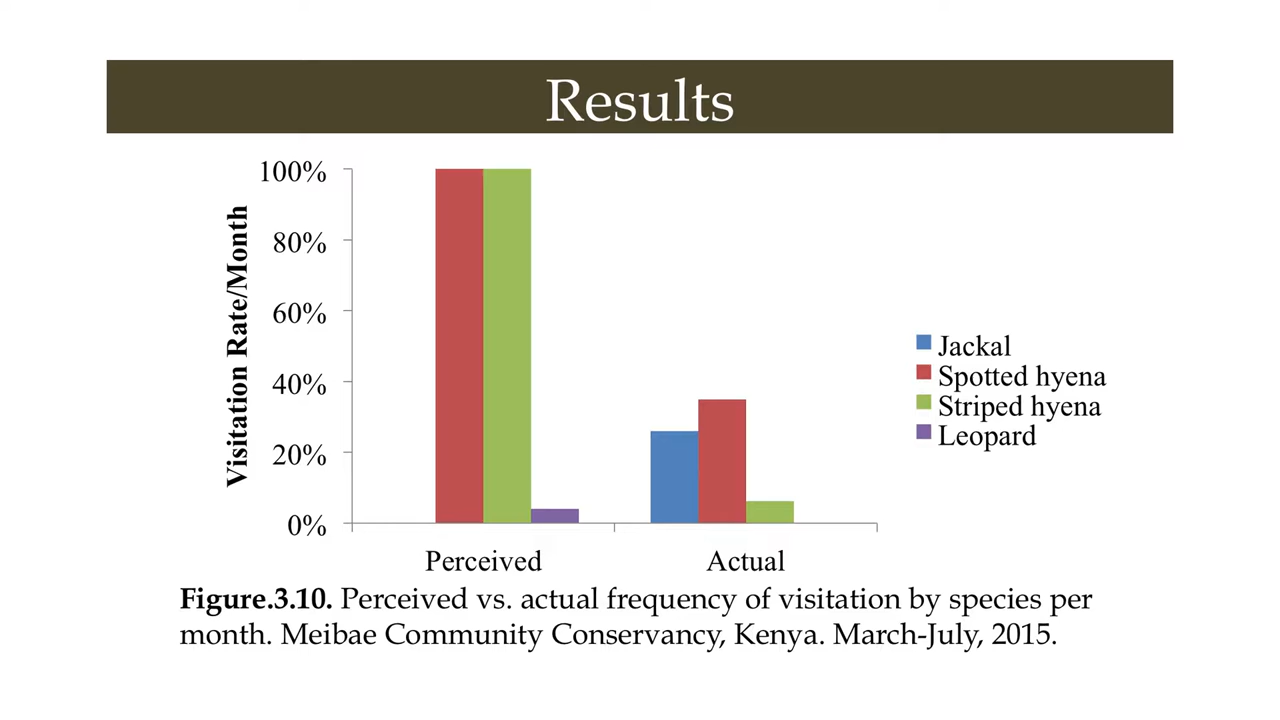 Results
100%
80%
60%
40%
20%
0%
Visitation Rate/Month
Perceived
Actual
Jackal
Spotted hyena
Striped hyena
Leopard
Figure.3.10. Perceived vs. actual frequency of visitation by species per
month. Meibae Community Conservancy, Kenya. March-July, 2015.